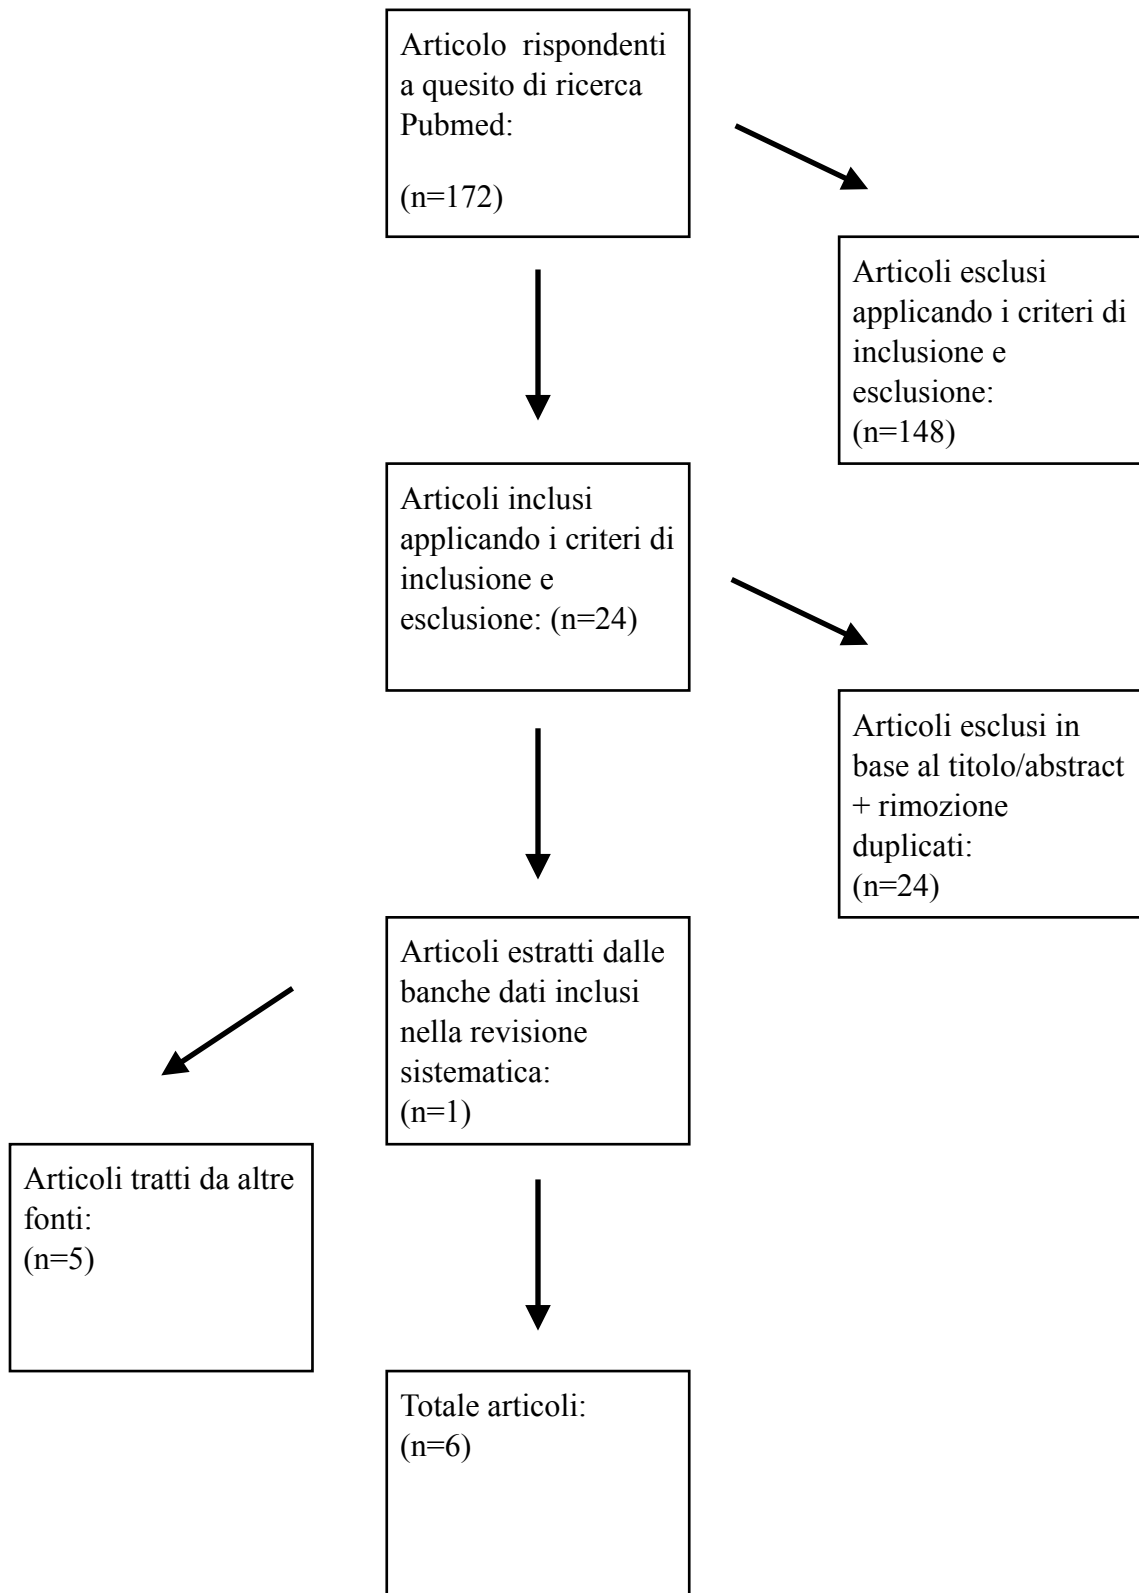 Articolo  rispondenti
a quesito di ricerca
Pubmed:
(n=172)
Articoli esclusi
applicando i criteri di
inclusione e
esclusione:
(n=148)
Articoli inclusi
applicando i criteri di
inclusione e
esclusione: (n=24)
Articoli esclusi in
base al titolo/abstract
+ rimozione
duplicati:
(n=24)
Articoli estratti dalle
banche dati inclusi
nella revisione
sistematica:
(n=1)
Articoli tratti da altre
fonti:
(n=5)
Totale articoli:
(n=6)